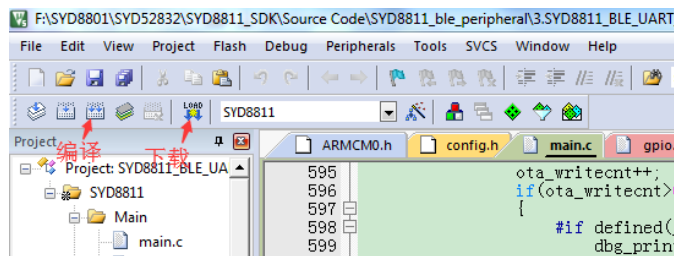 F:\SYD8801\SYD52832\SYD8811_SDK\Source Code\SYD8811_ble_peripheral\3.SYD8811_BLE_UART
File Edit View Project Flash Debug Peripherals Tools SVCS Window Help
LOAD SYD8811
Project
编译 下载
ARMCM0.h config.h main.c gpio.
Project: SYD8811_BLE_UA
SYD8811
Main
main.c
595 ota_writecnt++;
596 if(ota_writecnt>
597 {
598 #if defined(
599 dbg_prin